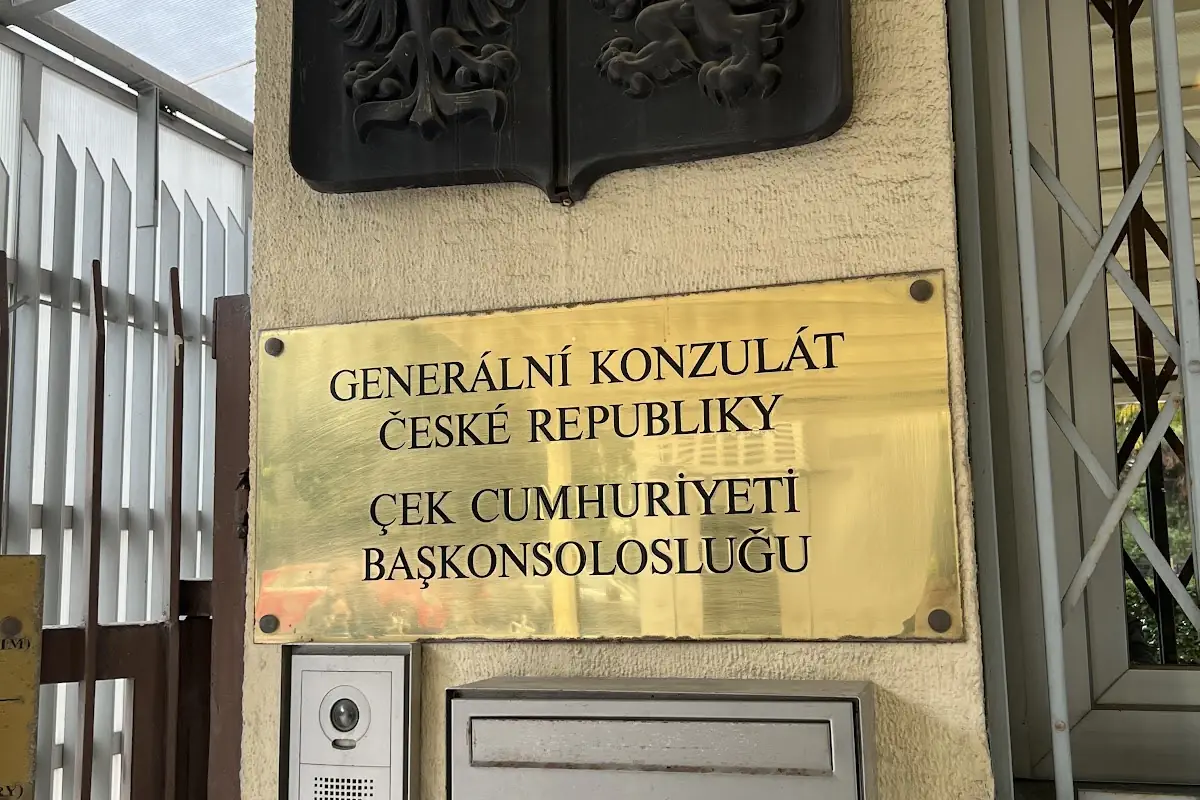 GENERÁLNÍ KONZULÁT
ČESKÉ REPUBLIKY
ÇEK CUMHURİYETİ
BAŞKONSOLOSLUĞU